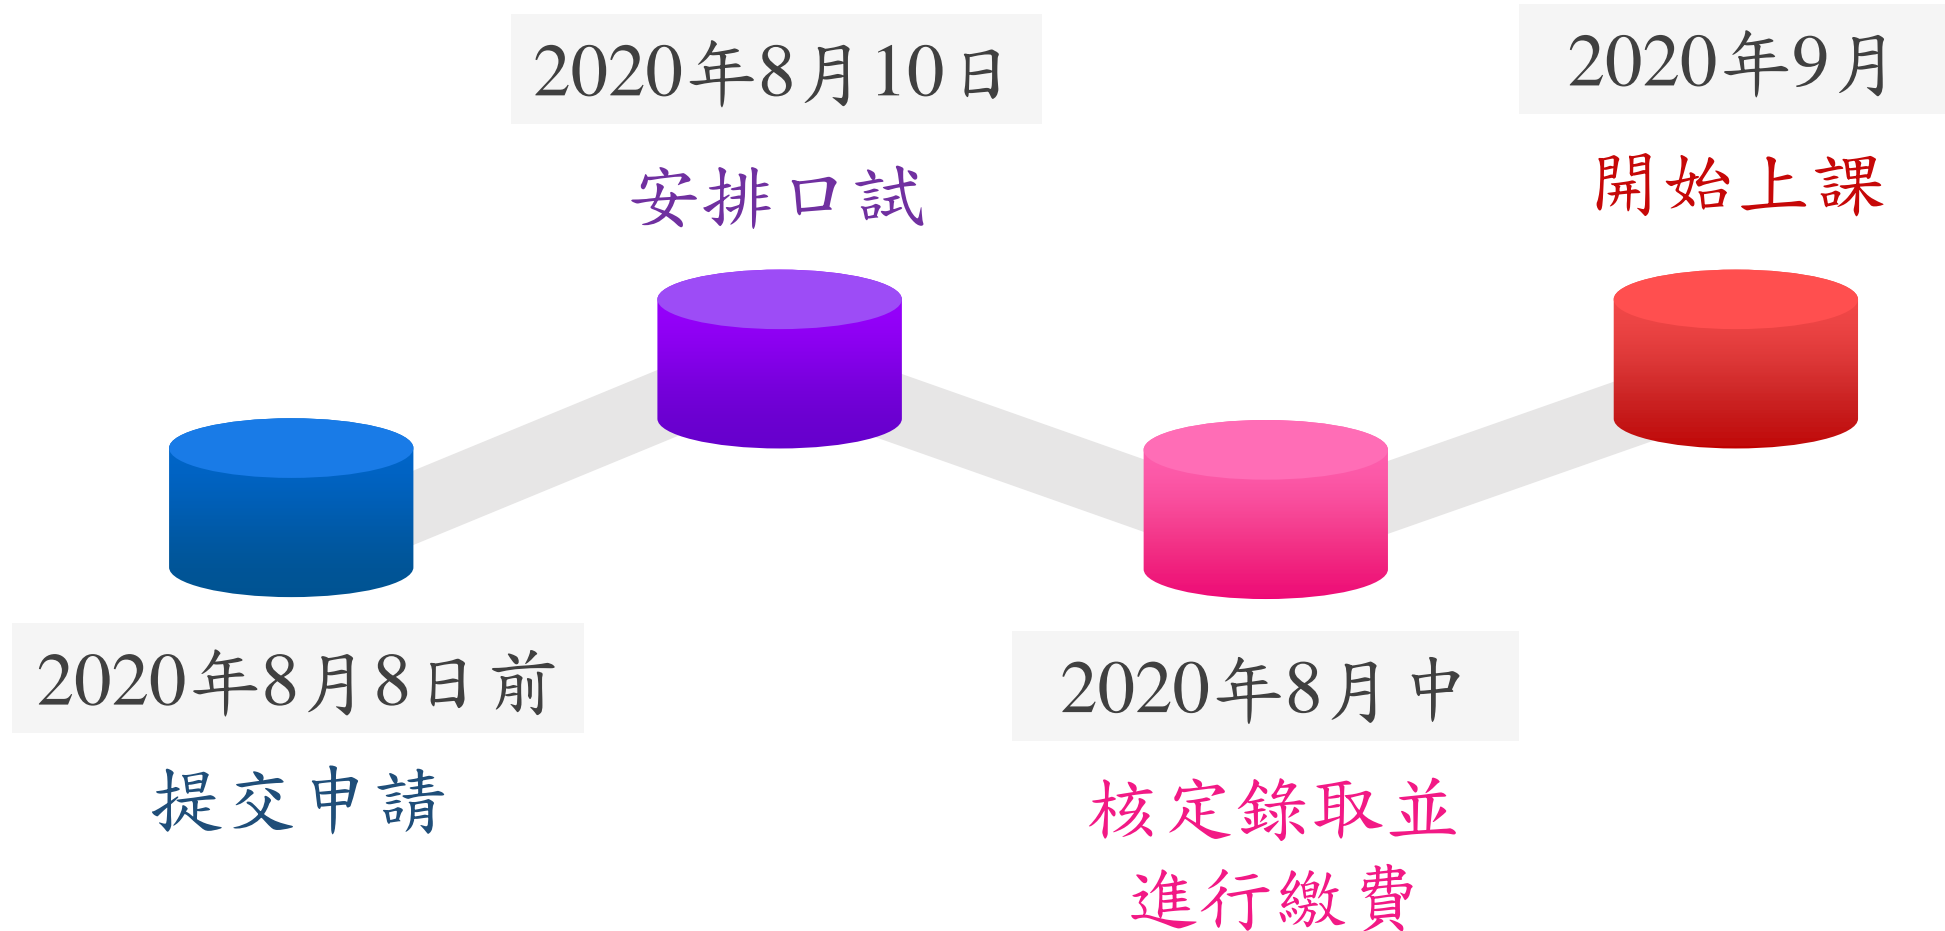 2020年8月8日前
提交申請
2020年8月10日
安排口試
2020年8月中
核定錄取並
進行繳費
2020年9月
開始上課